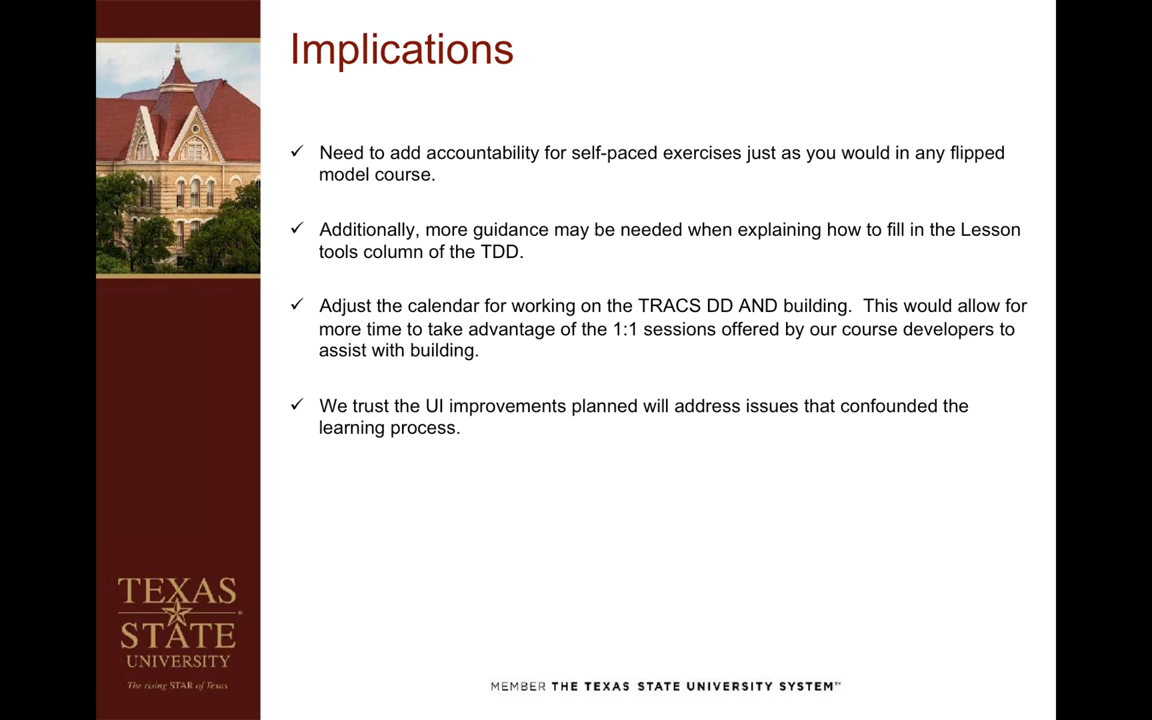 Implications
✓ Need to add accountability for self-paced exercises just as you would in any flipped
model course.
✓ Additionally, more guidance may be needed when explaining how to fill in the Lesson
tools column of the TDD.
✓ Adjust the calendar for working on the TRACS DD AND building.  This would allow for
more time to take advantage of the 1:1 sessions offered by our course developers to
assist with building.
✓ We trust the UI improvements planned will address issues that confounded the
learning process.
TEXAS
STATE
®
UNIVERSITY
The rising STAR of Texas
MEMBER THE TEXAS STATE UNIVERSITY SYSTEM™